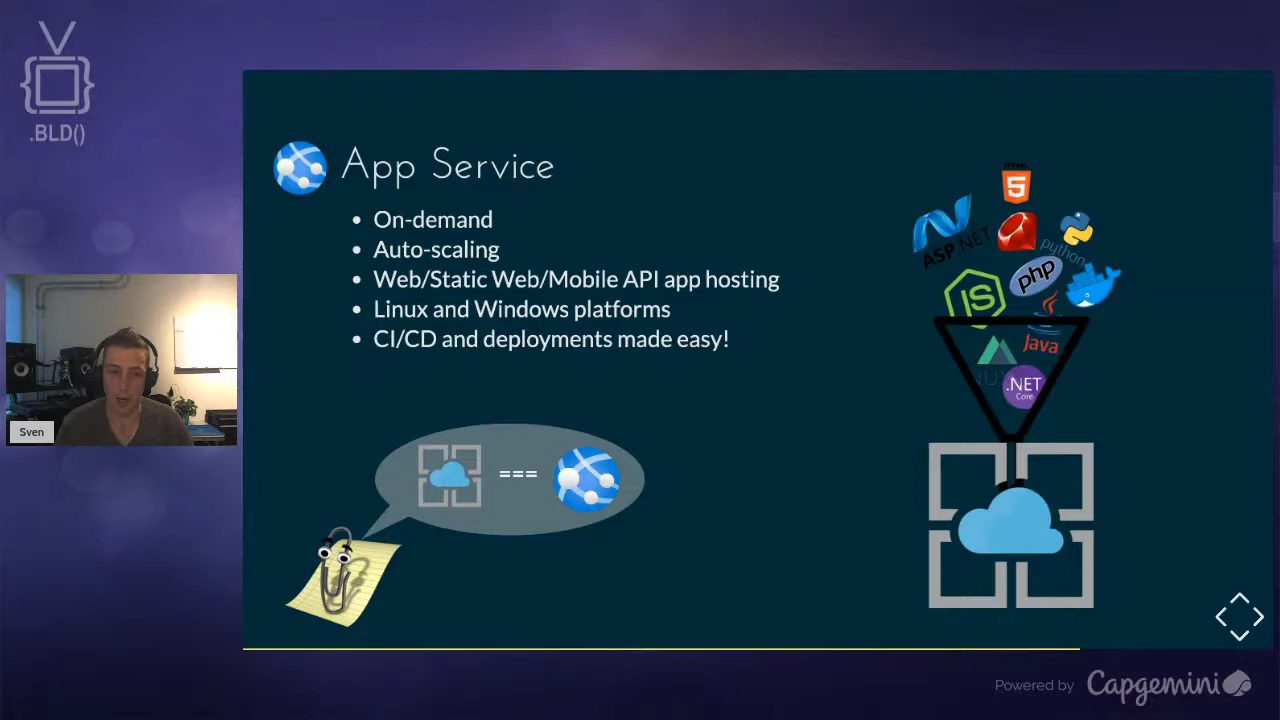 .BLD()
App Service
• On-demand
• Auto-scaling
• Web/Static Web/Mobile API app hosting
• Linux and Windows platforms
• CI/CD and deployments made easy!
HTML
5
ASP.NET
python
php
JS
Java
.NET
Core
===
Sven
Powered by Capgemini